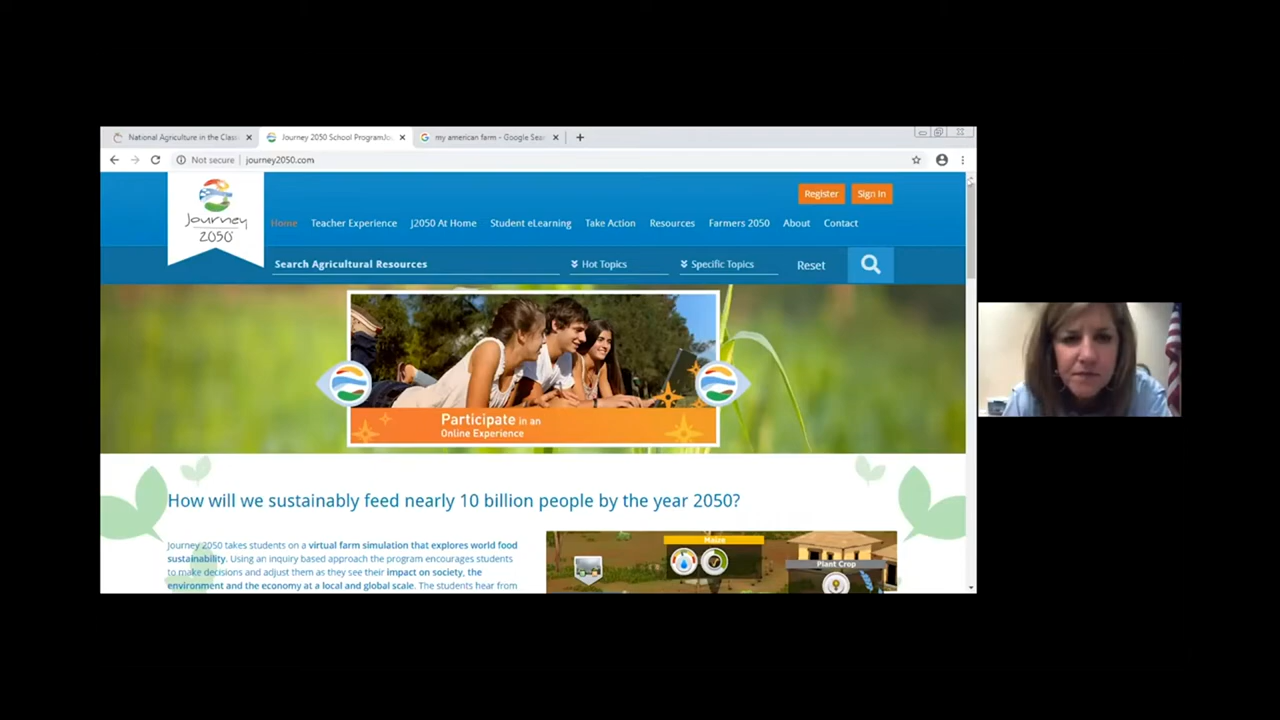 National Agriculture in the Class
Journey 2050 School ProgramJo
my american farm - Google Sea
Not secure
journey2050.com
Register
Sign In
Journey
2050
Home
Teacher Experience
J2050 At Home
Student eLearning
Take Action
Resources
Farmers 2050
About
Contact
Search Agricultural Resources
Hot Topics
Specific Topics
Reset
Participate in an
Online Experience
How will we sustainably feed nearly 10 billion people by the year 2050?
Journey 2050 takes students on a virtual farm simulation that explores world food
sustainability. Using an inquiry based approach the program encourages students
to make decisions and adjust them as they see their impact on society, the
environment and the economy at a local and global scale. The students hear from
Maize
Plant Crop